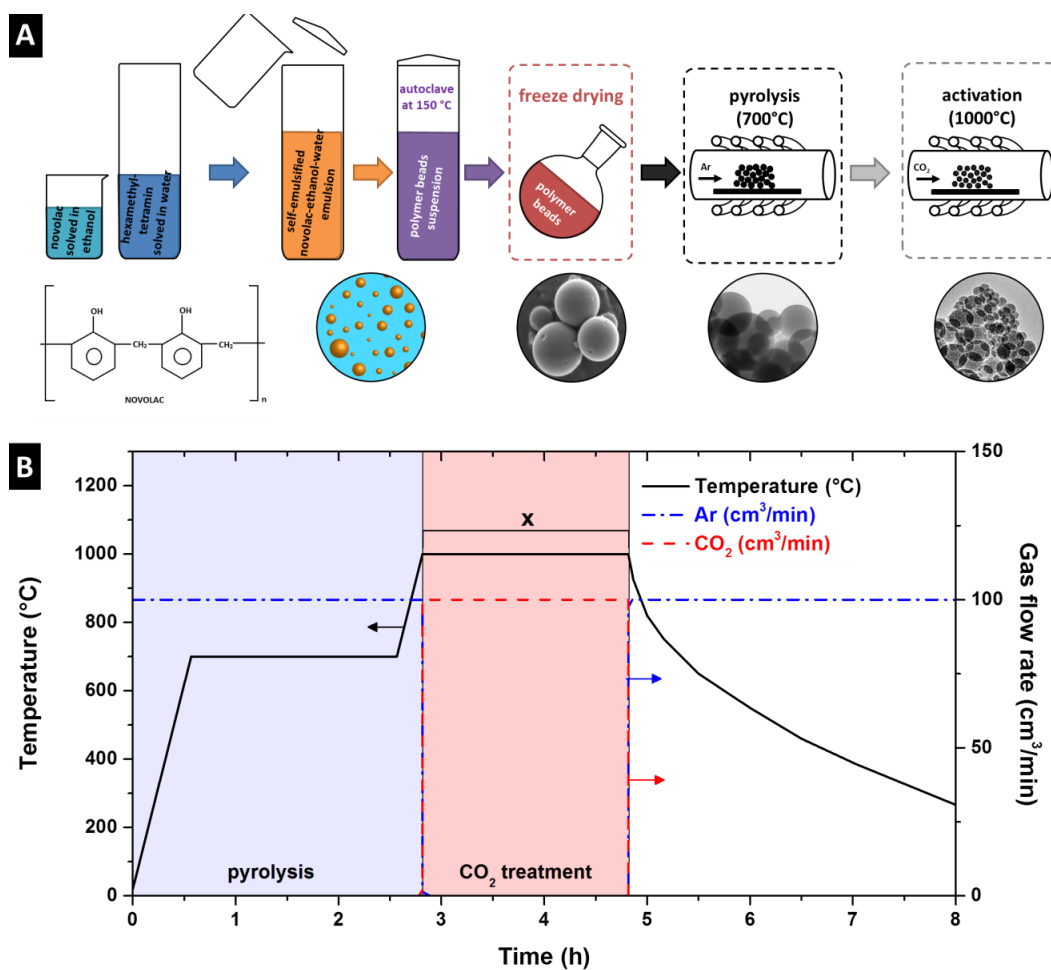 A
novolac
solved in
ethanol
hexamethyl-
tetramin
solved in water
self-emulsified
novolac-ethanol-water
emulsion
autoclave
at 150 °C
polymer beads
suspension
freeze drying
polymer
beads
pyrolysis
(700°C)
Ar
activation
(1000°C)
CO2
OH
OH
CH2
CH2
n
NOVOLAC
B
x
Temperature (°C)
Ar (cm³/min)
CO2 (cm³/min)
pyrolysis
CO2 treatment
Temperature (°C)
1200
1000
800
600
400
200
0
Gas flow rate (cm³/min)
150
100
50
0
0 1 2 3 4 5 6 7 8
Time (h)